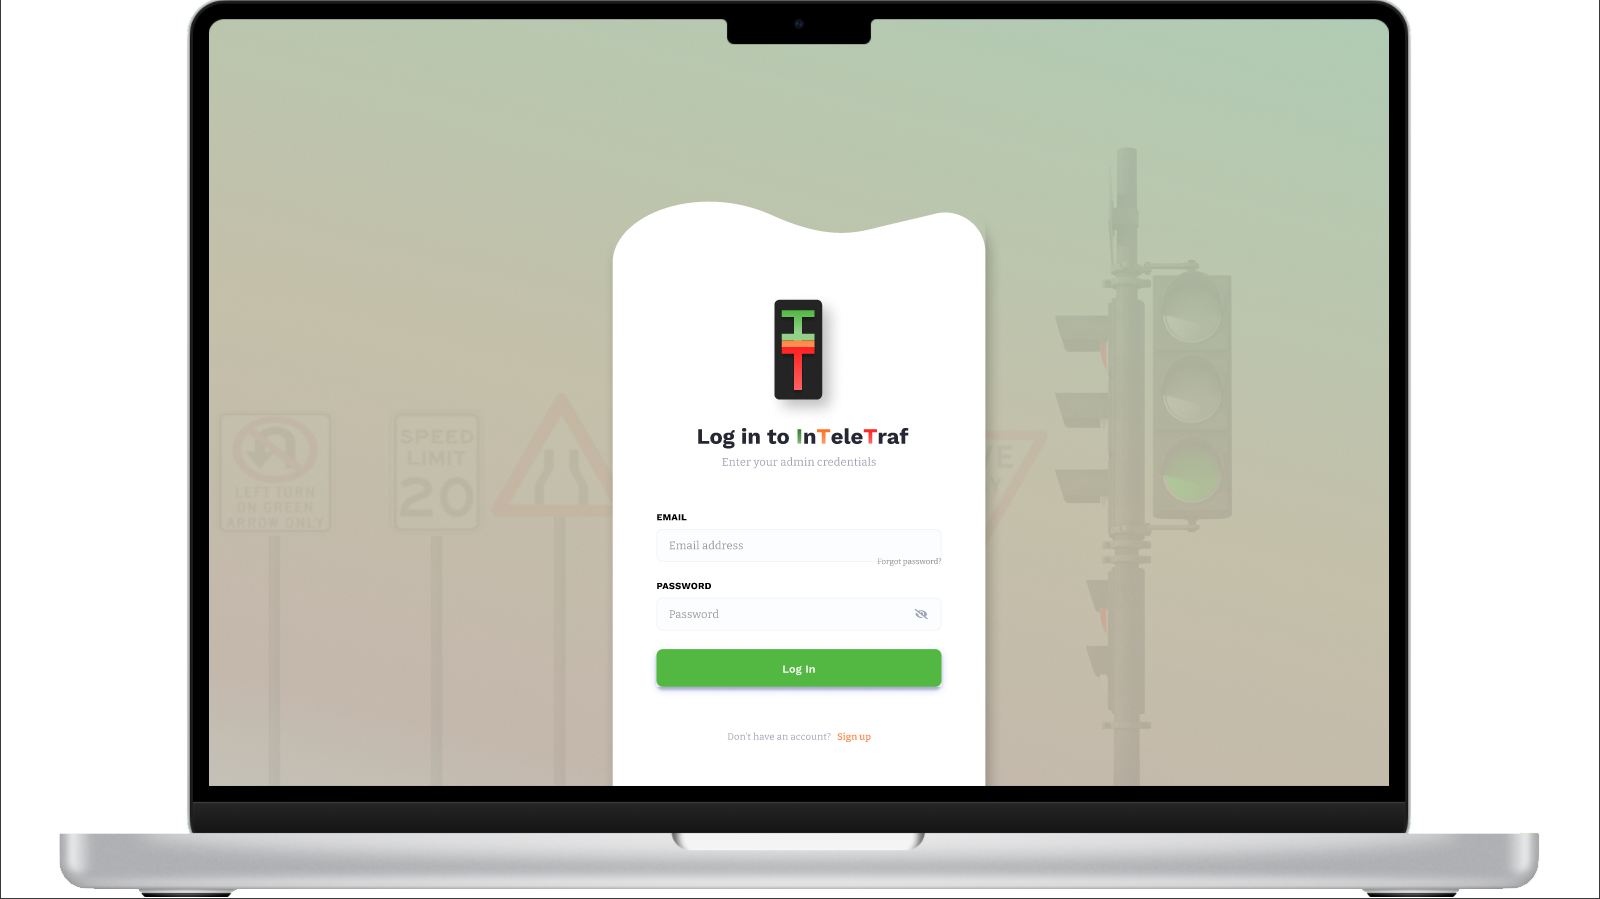 LEFT TURN
ON GREEN
ARROW ONLY
SPEED
LIMIT
20
IT
Log in to InTeleTraf
Enter your admin credentials
EMAIL
Email address
Forgot password?
PASSWORD
Password
Log In
Don't have an account? Sign up